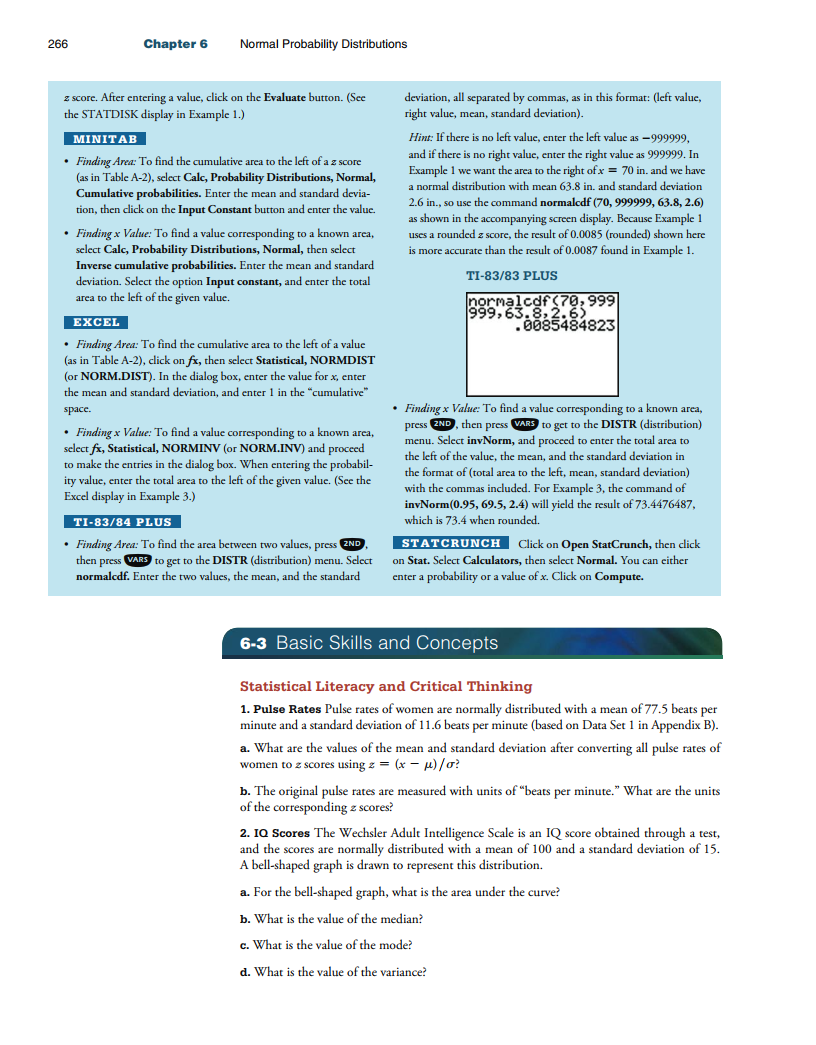 266 Chapter 6 Normal Probability Distributions
z score. After entering a value, click on the Evaluate button. (See
the STATDISK display in Example 1.)
MINITAB
• Finding Area: To find the cumulative area to the left of a z score
(as in Table A-2), select Calc, Probability Distributions, Normal,
Cumulative probabilities. Enter the mean and standard devia-
tion, then click on the Input Constant button and enter the value.
• Finding x Value: To find a value corresponding to a known area,
select Calc, Probability Distributions, Normal, then select
Inverse cumulative probabilities. Enter the mean and standard
deviation. Select the option Input constant, and enter the total
area to the left of the given value.
EXCEL
• Finding Area: To find the cumulative area to the left of a value
(as in Table A-2), click on fx, then select Statistical, NORMDIST
(or NORM.DIST). In the dialog box, enter the value for x, enter
the mean and standard deviation, and enter 1 in the “cumulative”
space.
• Finding x Value: To find a value corresponding to a known area,
select fx, Statistical, NORMINV (or NORM.INV) and proceed
to make the entries in the dialog box. When entering the probabil-
ity value, enter the total area to the left of the given value. (See the
Excel display in Example 3.)
TI-83/84 PLUS
• Finding Area: To find the area between two values, press 2ND,
then press VARS to get to the DISTR (distribution) menu. Select
normalcdf. Enter the two values, the mean, and the standard
deviation, all separated by commas, as in this format: (left value,
right value, mean, standard deviation).
Hint: If there is no left value, enter the left value as −999999,
and if there is no right value, enter the right value as 999999. In
Example 1 we want the area to the right of x = 70 in. and we have
a normal distribution with mean 63.8 in. and standard deviation
2.6 in., so use the command normalcdf (70, 999999, 63.8, 2.6)
as shown in the accompanying screen display. Because Example 1
uses a rounded z score, the result of 0.0085 (rounded) shown here
is more accurate than the result of 0.0087 found in Example 1.
TI-83/83 PLUS
normalcdf(70,999
999,63.8,2.6)
.0085484823
• Finding x Value: To find a value corresponding to a known area,
press 2ND, then press VARS to get to the DISTR (distribution)
menu. Select invNorm, and proceed to enter the total area to
the left of the value, the mean, and the standard deviation in
the format of (total area to the left, mean, standard deviation)
with the commas included. For Example 3, the command of
invNorm(0.95, 69.5, 2.4) will yield the result of 73.4476487,
which is 73.4 when rounded.
STATCRUNCH Click on Open StatCrunch, then click
on Stat. Select Calculators, then select Normal. You can either
enter a probability or a value of x. Click on Compute.
6-3 Basic Skills and Concepts
Statistical Literacy and Critical Thinking
1. Pulse Rates Pulse rates of women are normally distributed with a mean of 77.5 beats per
minute and a standard deviation of 11.6 beats per minute (based on Data Set 1 in Appendix B).
a. What are the values of the mean and standard deviation after converting all pulse rates of
women to z scores using z = (x − μ)/σ?
b. The original pulse rates are measured with units of “beats per minute.” What are the units
of the corresponding z scores?
2. IQ Scores The Wechsler Adult Intelligence Scale is an IQ score obtained through a test,
and the scores are normally distributed with a mean of 100 and a standard deviation of 15.
A bell-shaped graph is drawn to represent this distribution.
a. For the bell-shaped graph, what is the area under the curve?
b. What is the value of the median?
c. What is the value of the mode?
d. What is the value of the variance?